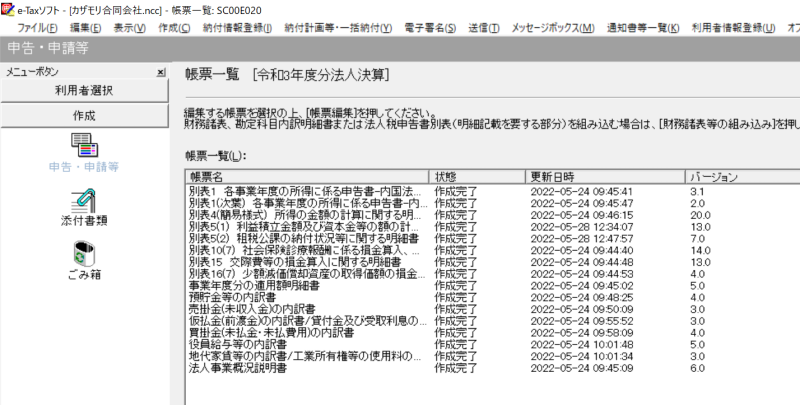 e-Taxソフト - [カザモリ合同会社.ncc] - 帳票一覧: SC00E020
ファイル(F) 編集(E) 表示(V) 作成(C) 納付情報登録(I) 納付計画等・一括納付(Y) 電子署名(S) 送信(T) メッセージボックス(M) 通知書等一覧(K) 利用者情報登録(U) オプ
申告・申請等
メニューボタン
利用者選択
作成
申告・申請等
添付書類
ごみ箱
帳票一覧 [令和3年度分法人決算]
編集する帳票を選択の上、[帳票編集]を押してください。
財務諸表、勘定科目内訳明細書または法人税申告書別表(明細記載を要する部分)を組み込む場合は、[財務諸表等の組み込み]を押し
帳票一覧(L):
帳票名 状態 更新日時 バージョン
別表1 各事業年度の所得に係る申告書-内国法... 作成完了 2022-05-24 09:45:41 3.1
別表1(次葉) 各事業年度の所得に係る申告書-内... 作成完了 2022-05-24 09:45:47 2.0
別表4(簡易様式) 所得の金額の計算に関する明... 作成完了 2022-05-24 09:46:15 20.0
別表5(1) 利益積立金額及び資本金等の額の計... 作成完了 2022-05-28 12:34:07 13.0
別表5(2) 租税公課の納付状況等に関する明細書 作成完了 2022-05-28 12:47:57 7.0
別表10(7) 社会保険診療報酬に係る損金算入、... 作成完了 2022-05-24 09:44:40 14.0
別表15 交際費等の損金算入に関する明細書 作成完了 2022-05-24 09:44:48 13.0
別表16(7) 少額減価償却資産の取得価額の損金... 作成完了 2022-05-24 09:44:53 4.0
事業年度分の適用額明細書 作成完了 2022-05-24 09:45:02 5.0
預貯金等の内訳書 作成完了 2022-05-24 09:48:25 4.0
売掛金(未収入金)の内訳書 作成完了 2022-05-24 09:50:09 3.0
仮払金(前渡金)の内訳書/貸付金及び受取利息の... 作成完了 2022-05-24 09:55:52 3.0
買掛金(未払金・未払費用)の内訳書 作成完了 2022-05-24 09:58:09 4.0
役員給与等の内訳書 作成完了 2022-05-24 10:01:48 5.0
地代家賃等の内訳書/工業所有権等の使用料の... 作成完了 2022-05-24 10:01:34 3.0
法人事業概況説明書 作成完了 2022-05-24 09:45:09 6.0